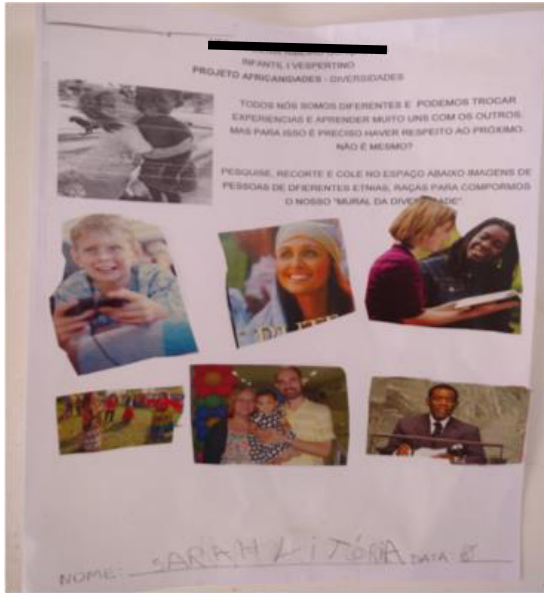 INFANTIL I VESPERTINO
PROJETO AFRICANIDADES - DIVERSIDADES
TODOS NÓS SOMOS DIFERENTES E PODEMOS TROCAR
EXPERIENCIAS E APRENDER MUITO UNS COM OS OUTROS.
MAS PARA ISSO É PRECISO HAVER RESPEITO AO PRÓXIMO.
NÃO É MESMO?
PESQUISE, RECORTE E COLE NO ESPAÇO ABAIXO IMAGENS DE
PESSOAS DE DFIERENTES ETNIAS, RAÇAS PARA COMPORMOS
O NOSSO "MURAL DA DIVERSIDADE".
NOME: SARAH DATA: